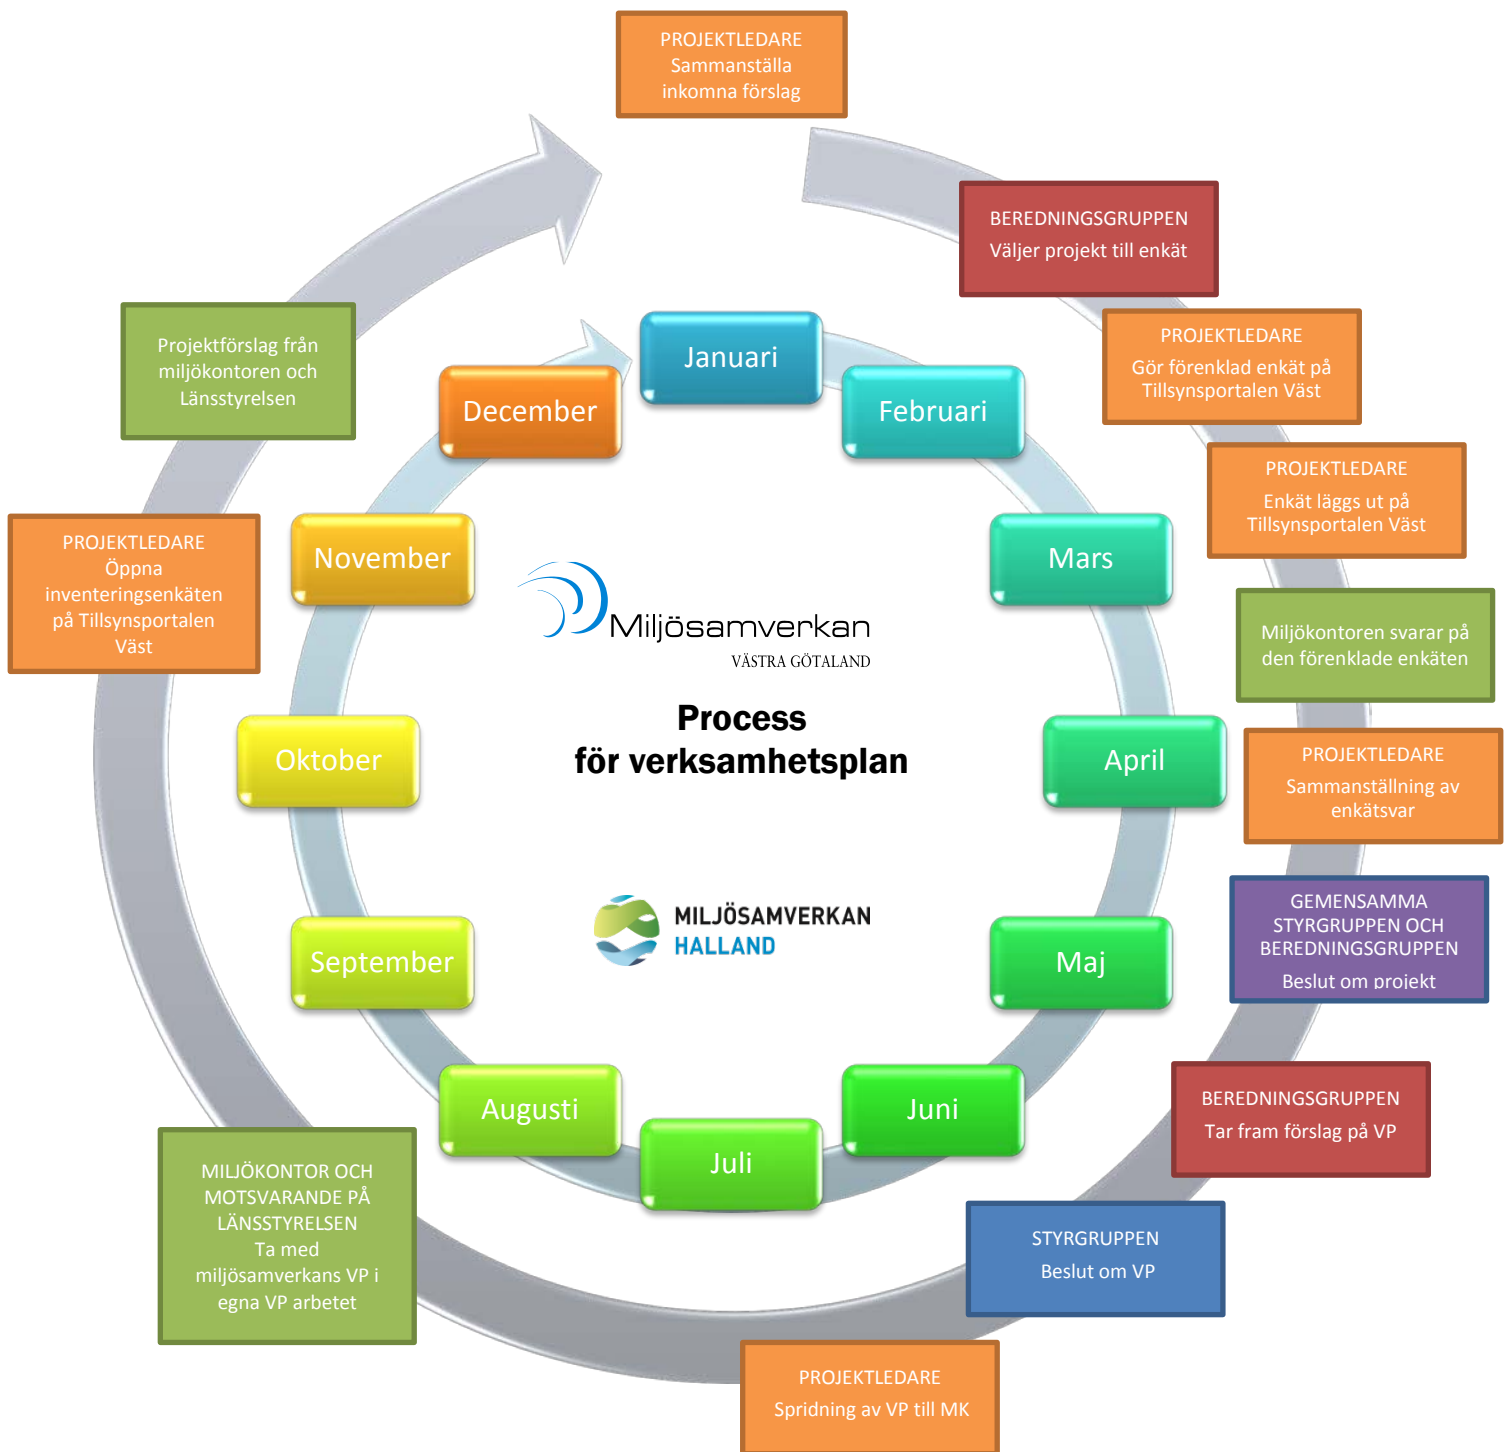 PROJEKTLEDARE
Sammanställa
inkomna förslag
BEREDNINGSGRUPPEN
Väljer projekt till enkät
PROJEKTLEDARE
Gör förenklad enkät på
Tillsynsportalen Väst
PROJEKTLEDARE
Enkät läggs ut på
Tillsynsportalen Väst
Miljökontoren svarar på
den förenklade enkäten
PROJEKTLEDARE
Sammanställning av
enkätsvar
GEMENSAMMA
STYRGRUPPEN OCH
BEREDNINGSGRUPPEN
Beslut om projekt
BEREDNINGSGRUPPEN
Tar fram förslag på VP
STYRGRUPPEN
Beslut om VP
PROJEKTLEDARE
Spridning av VP till MK
MILJÖKONTOR OCH
MOTSVARANDE PÅ
LÄNSSTYRELSEN
Ta med
miljösamverkans VP i
egna VP arbetet
PROJEKTLEDARE
Öppna
inventeringsenkäten
på Tillsynsportalen
Väst
Projektförslag från
miljökontoren och
Länsstyrelsen
Januari
Februari
Mars
April
Maj
Juni
Juli
Augusti
September
Oktober
November
December
Miljösamverkan
VÄSTRA GÖTALAND
Process
för verksamhetsplan
MILJÖSAMVERKAN
HALLAND